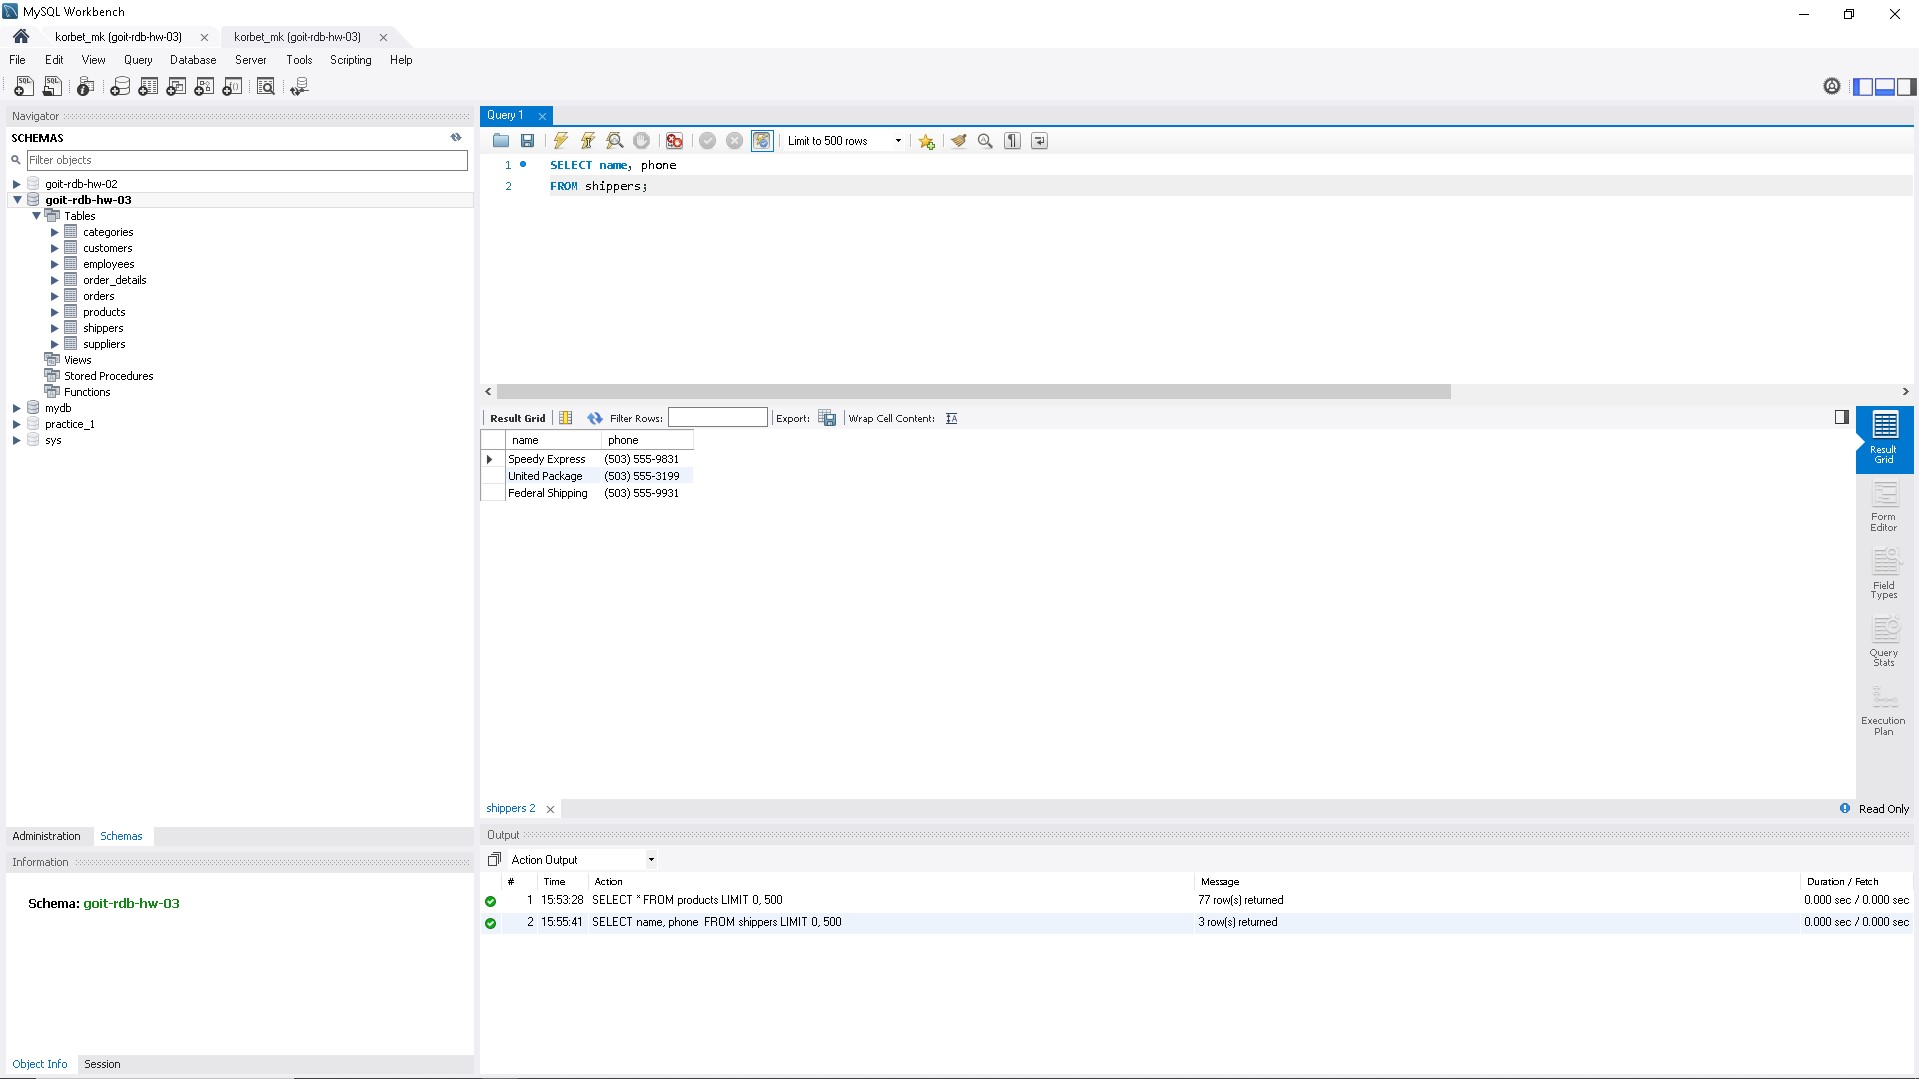 MySQL Workbench
korbet_mk (goit-rdb-hw-03)
korbet_mk (goit-rdb-hw-03)
File Edit View Query Database Server Tools Scripting Help
Navigator
SCHEMAS
Filter objects
goit-rdb-hw-02
goit-rdb-hw-03
Tables
categories
customers
employees
order_details
orders
products
shippers
suppliers
Views
Stored Procedures
Functions
mydb
practice_1
sys
Administration Schemas
Information
Schema: goit-rdb-hw-03
Object Info Session
Query 1
Limit to 500 rows
1 SELECT name, phone
2 FROM shippers;
Result Grid Filter Rows: Export: Wrap Cell Content:
name phone
Speedy Express (503) 555-9831
United Package (503) 555-3199
Federal Shipping (503) 555-9931
Result
Grid
Form
Editor
Field
Types
Query
Stats
Execution
Plan
shippers 2
Read Only
Output
Action Output
# Time Action Message Duration / Fetch
1 15:53:28 SELECT * FROM products LIMIT 0, 500 77 row(s) returned 0.000 sec / 0.000 sec
2 15:55:41 SELECT name, phone FROM shippers LIMIT 0, 500 3 row(s) returned 0.000 sec / 0.000 sec